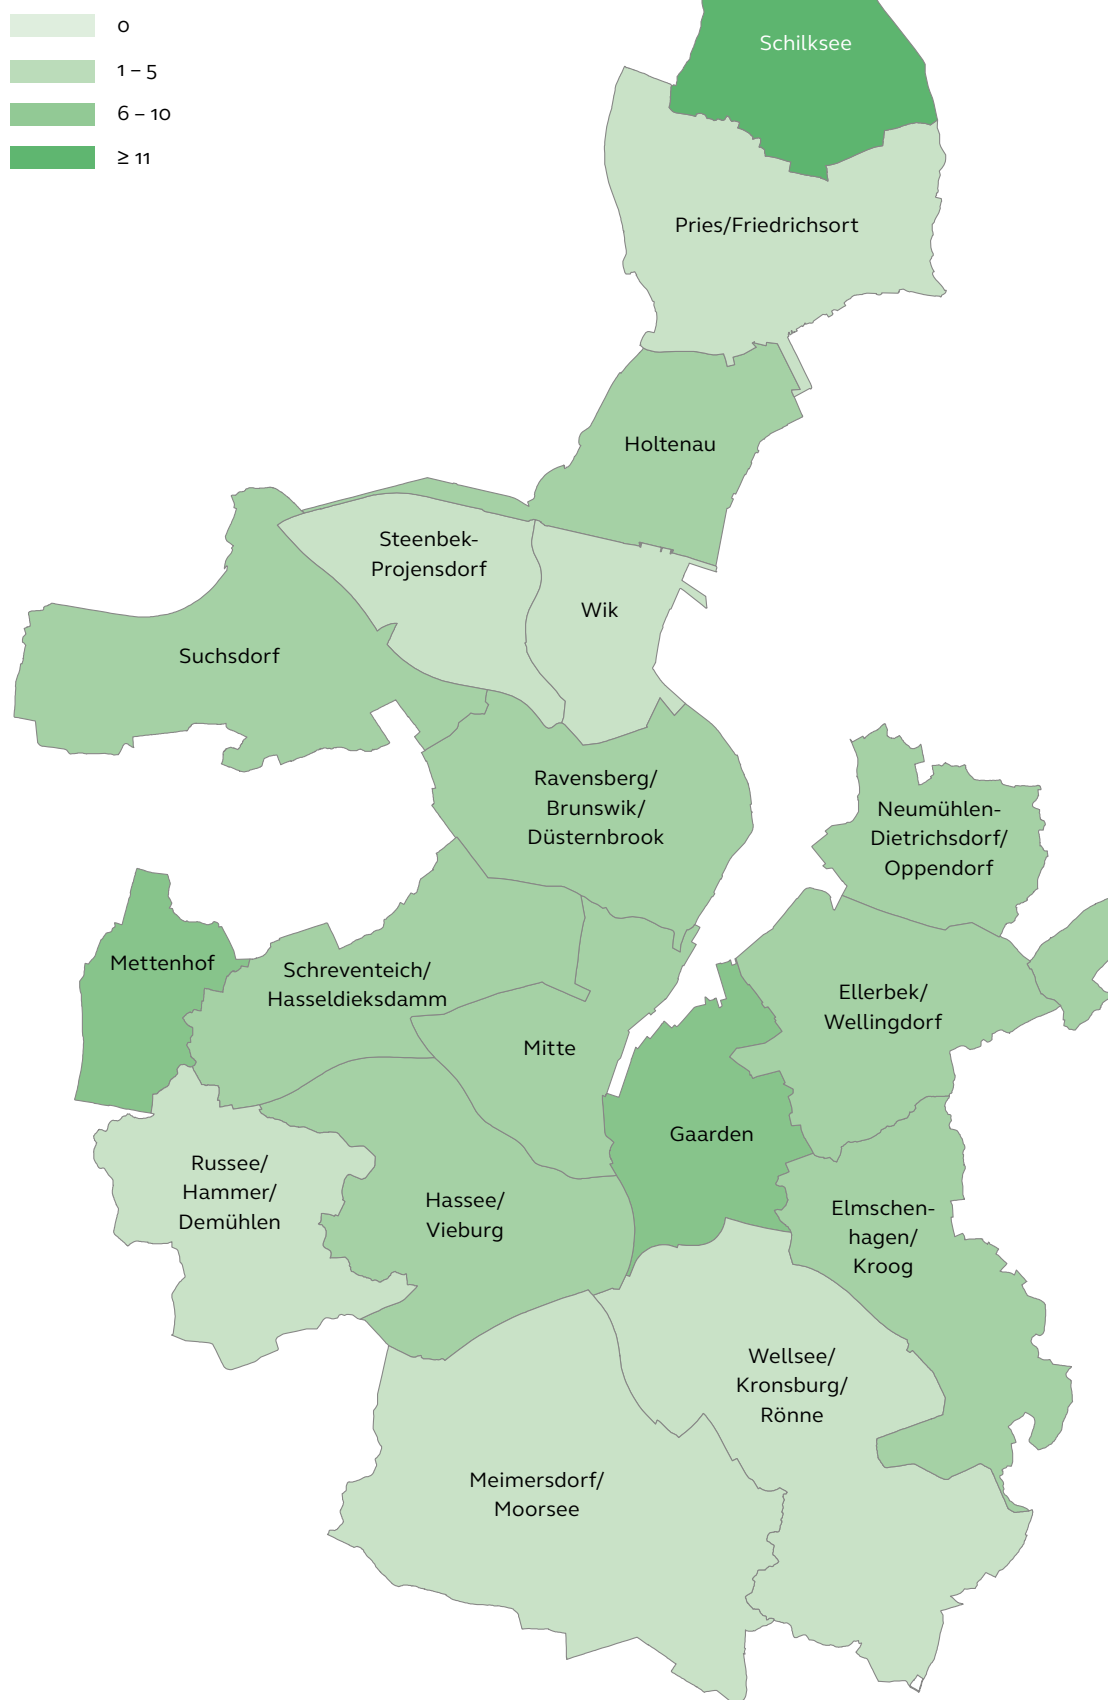 0
1 – 5
6 – 10
≥ 11
Schilksee
Pries/Friedrichsort
Holtenau
Steenbek-
Projensdorf
Wik
Suchsdorf
Ravensberg/
Brunswik/
Düsternbrook
Neumühlen-
Dietrichsdorf/
Oppendorf
Mettenhof
Schreventeich/
Hasseldieksdamm
Ellerbek/
Wellingdorf
Mitte
Gaarden
Russee/
Hammer/
Demühlen
Hassee/
Vieburg
Elmschen-
hagen/
Kroog
Wellsee/
Kronsburg/
Rönne
Meimersdorf/
Moorsee